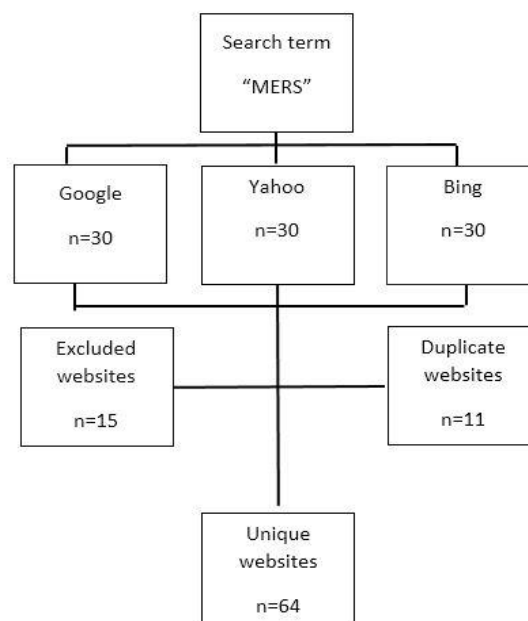 Search term
“MERS”
Google
n=30
Yahoo
n=30
Bing
n=30
Excluded
websites
n=15
Duplicate
websites
n=11
Unique
websites
n=64